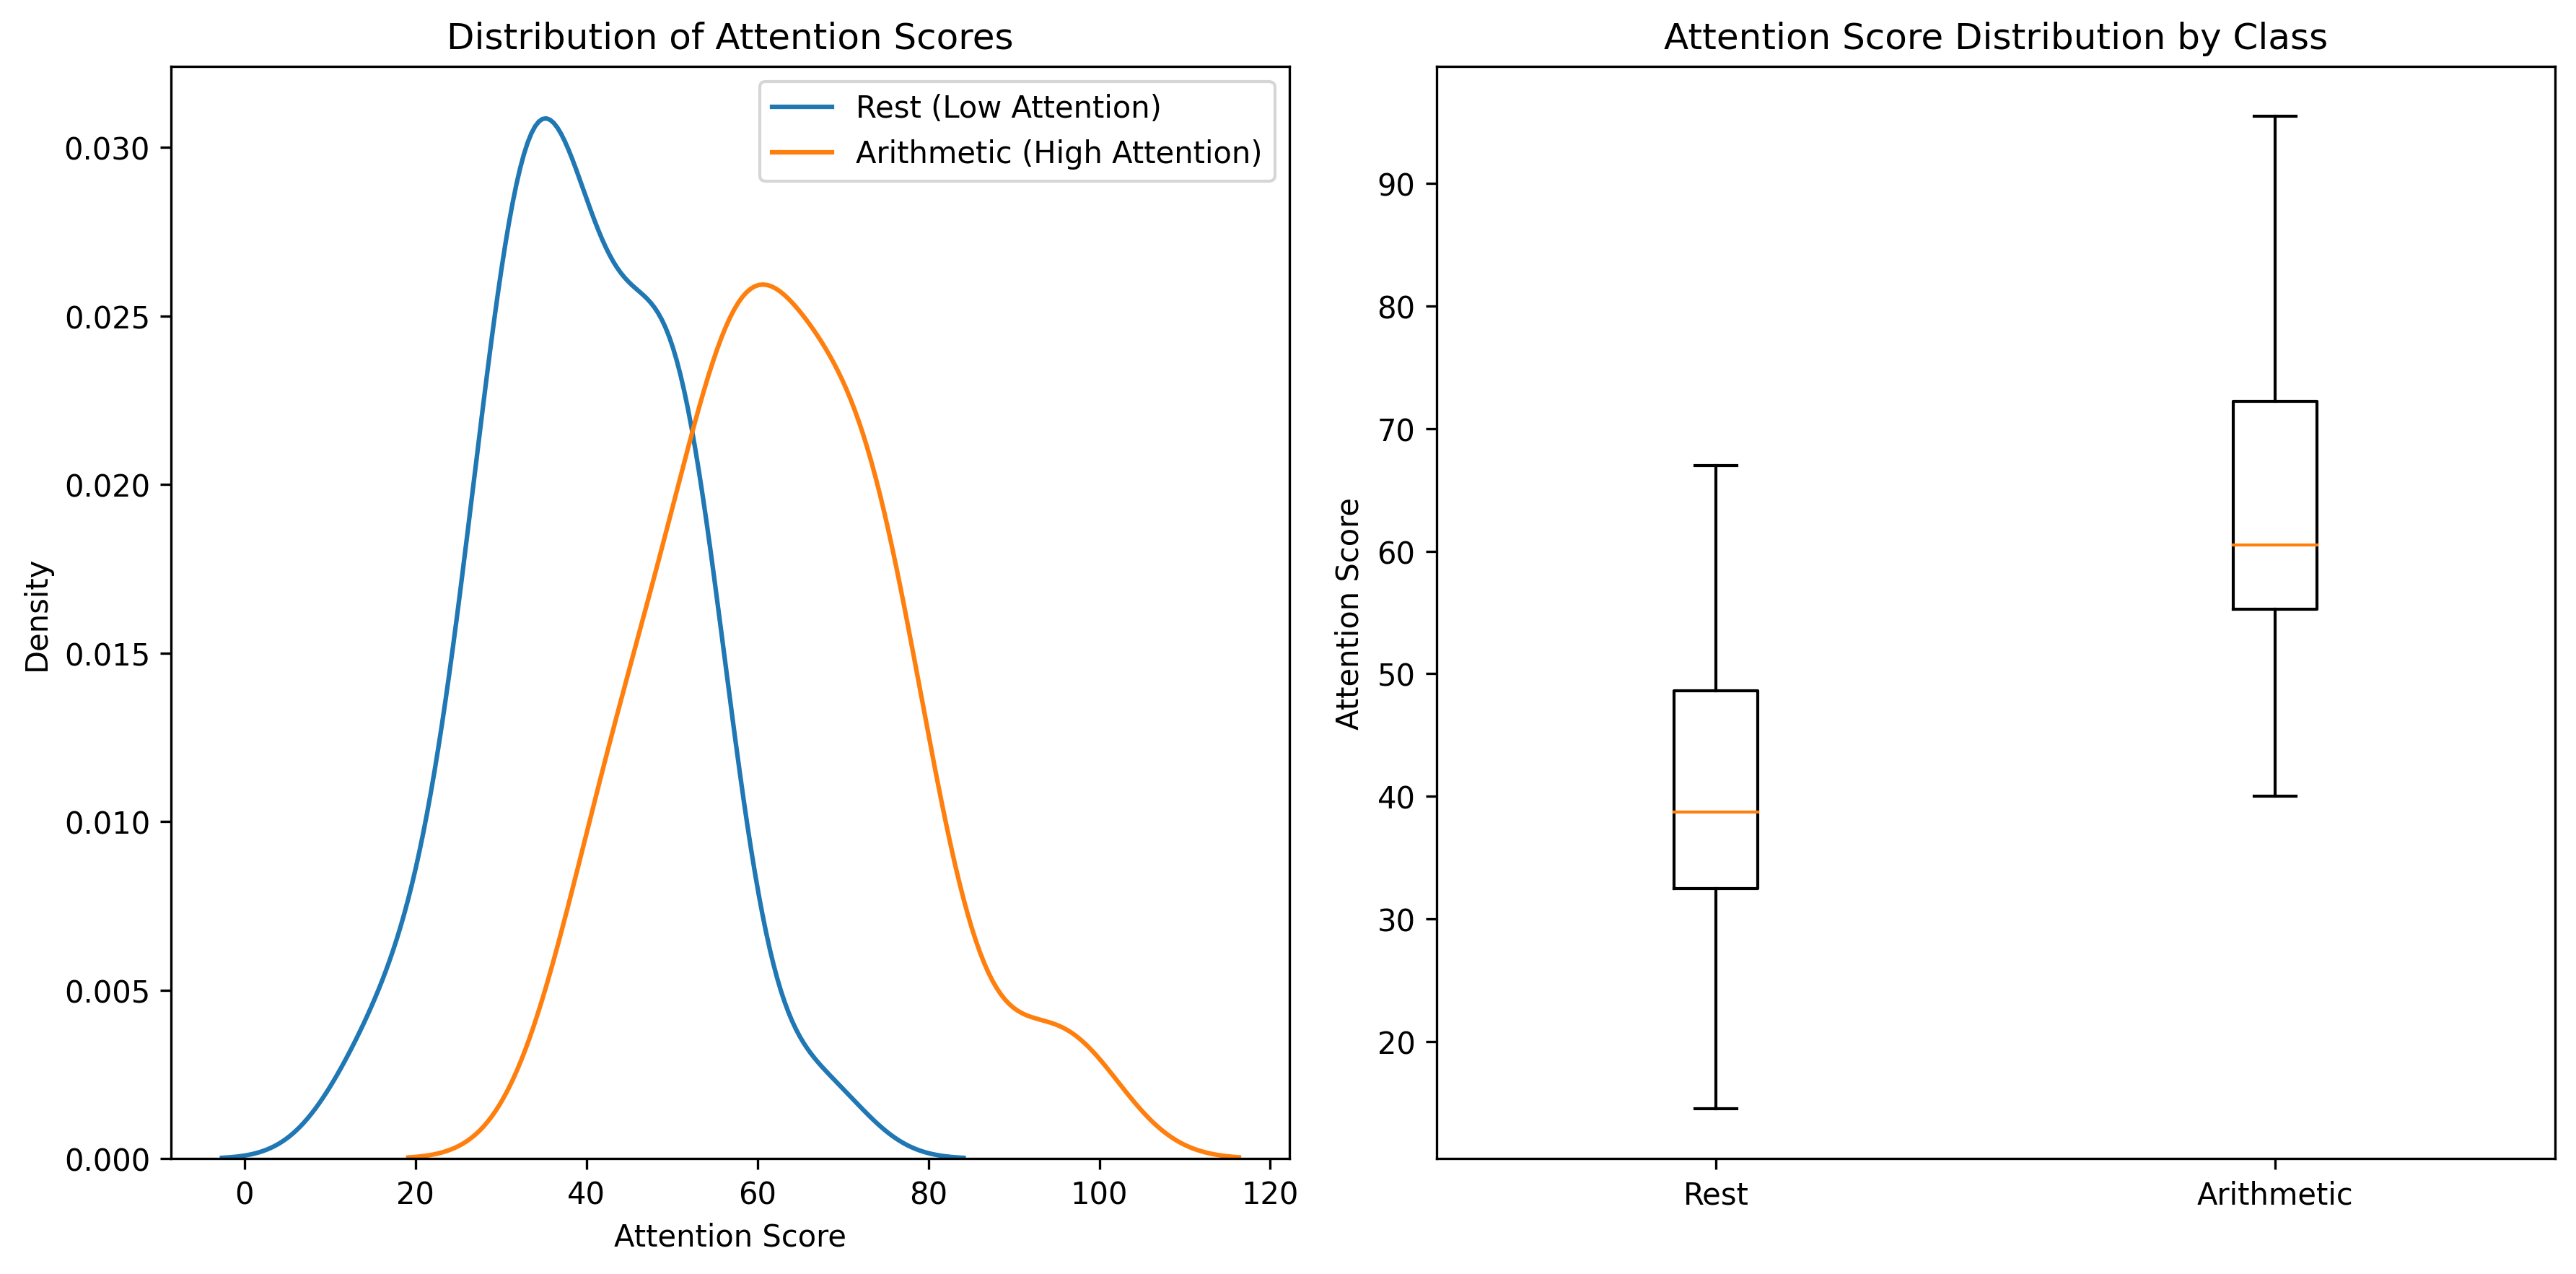 Distribution of Attention Scores
Rest (Low Attention)
Arithmetic (High Attention)
0.030
0.025
0.020
0.015
0.010
0.005
0.000
Density
0 20 40 60 80 100 120
Attention Score
Attention Score Distribution by Class
90
80
70
60
50
40
30
20
Attention Score
Rest Arithmetic